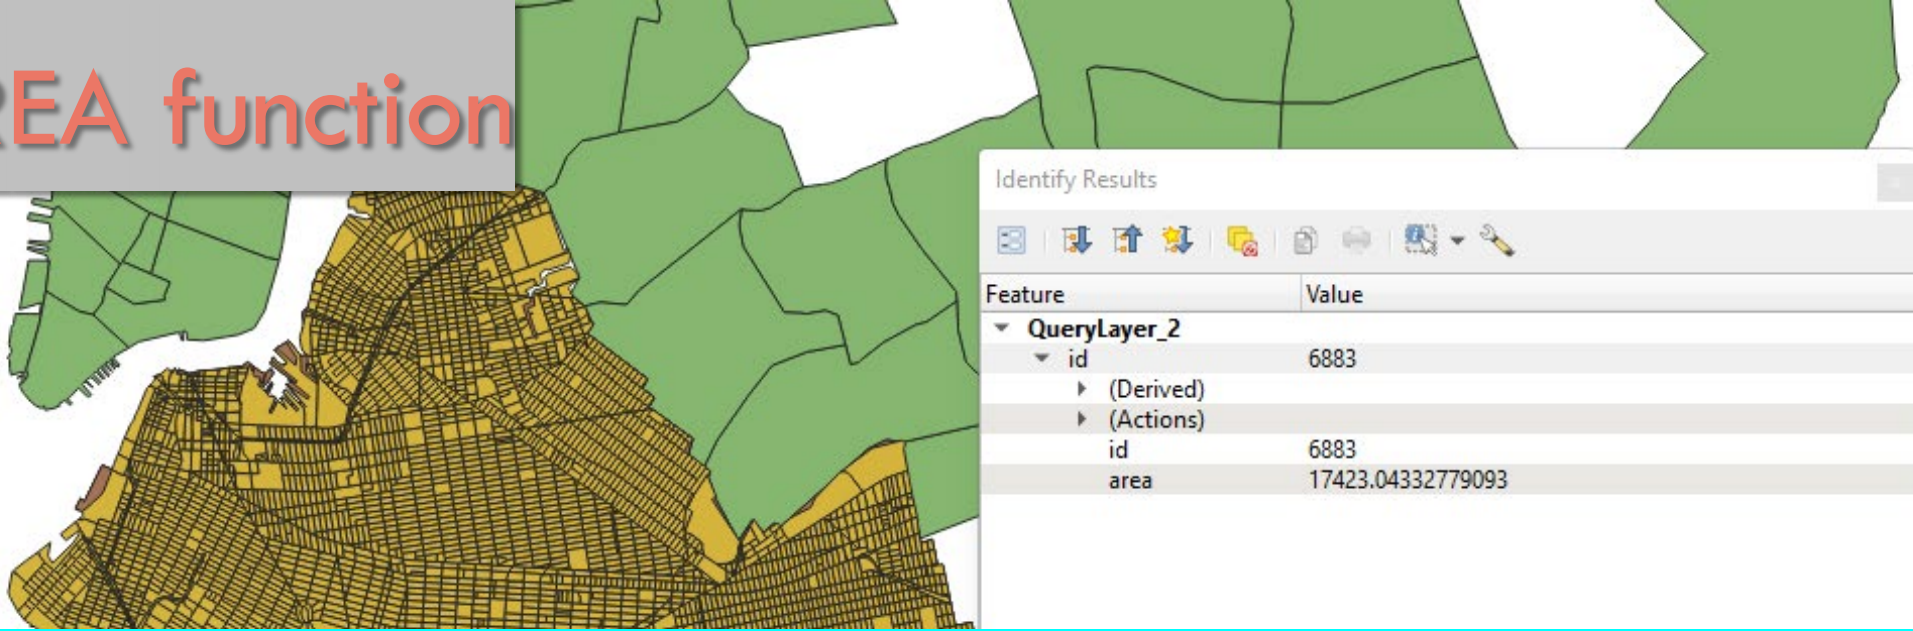 EA function
Identify Results
Feature Value
QueryLayer_2
id 6883
(Derived)
(Actions)
id 6883
area 17423.04332779093